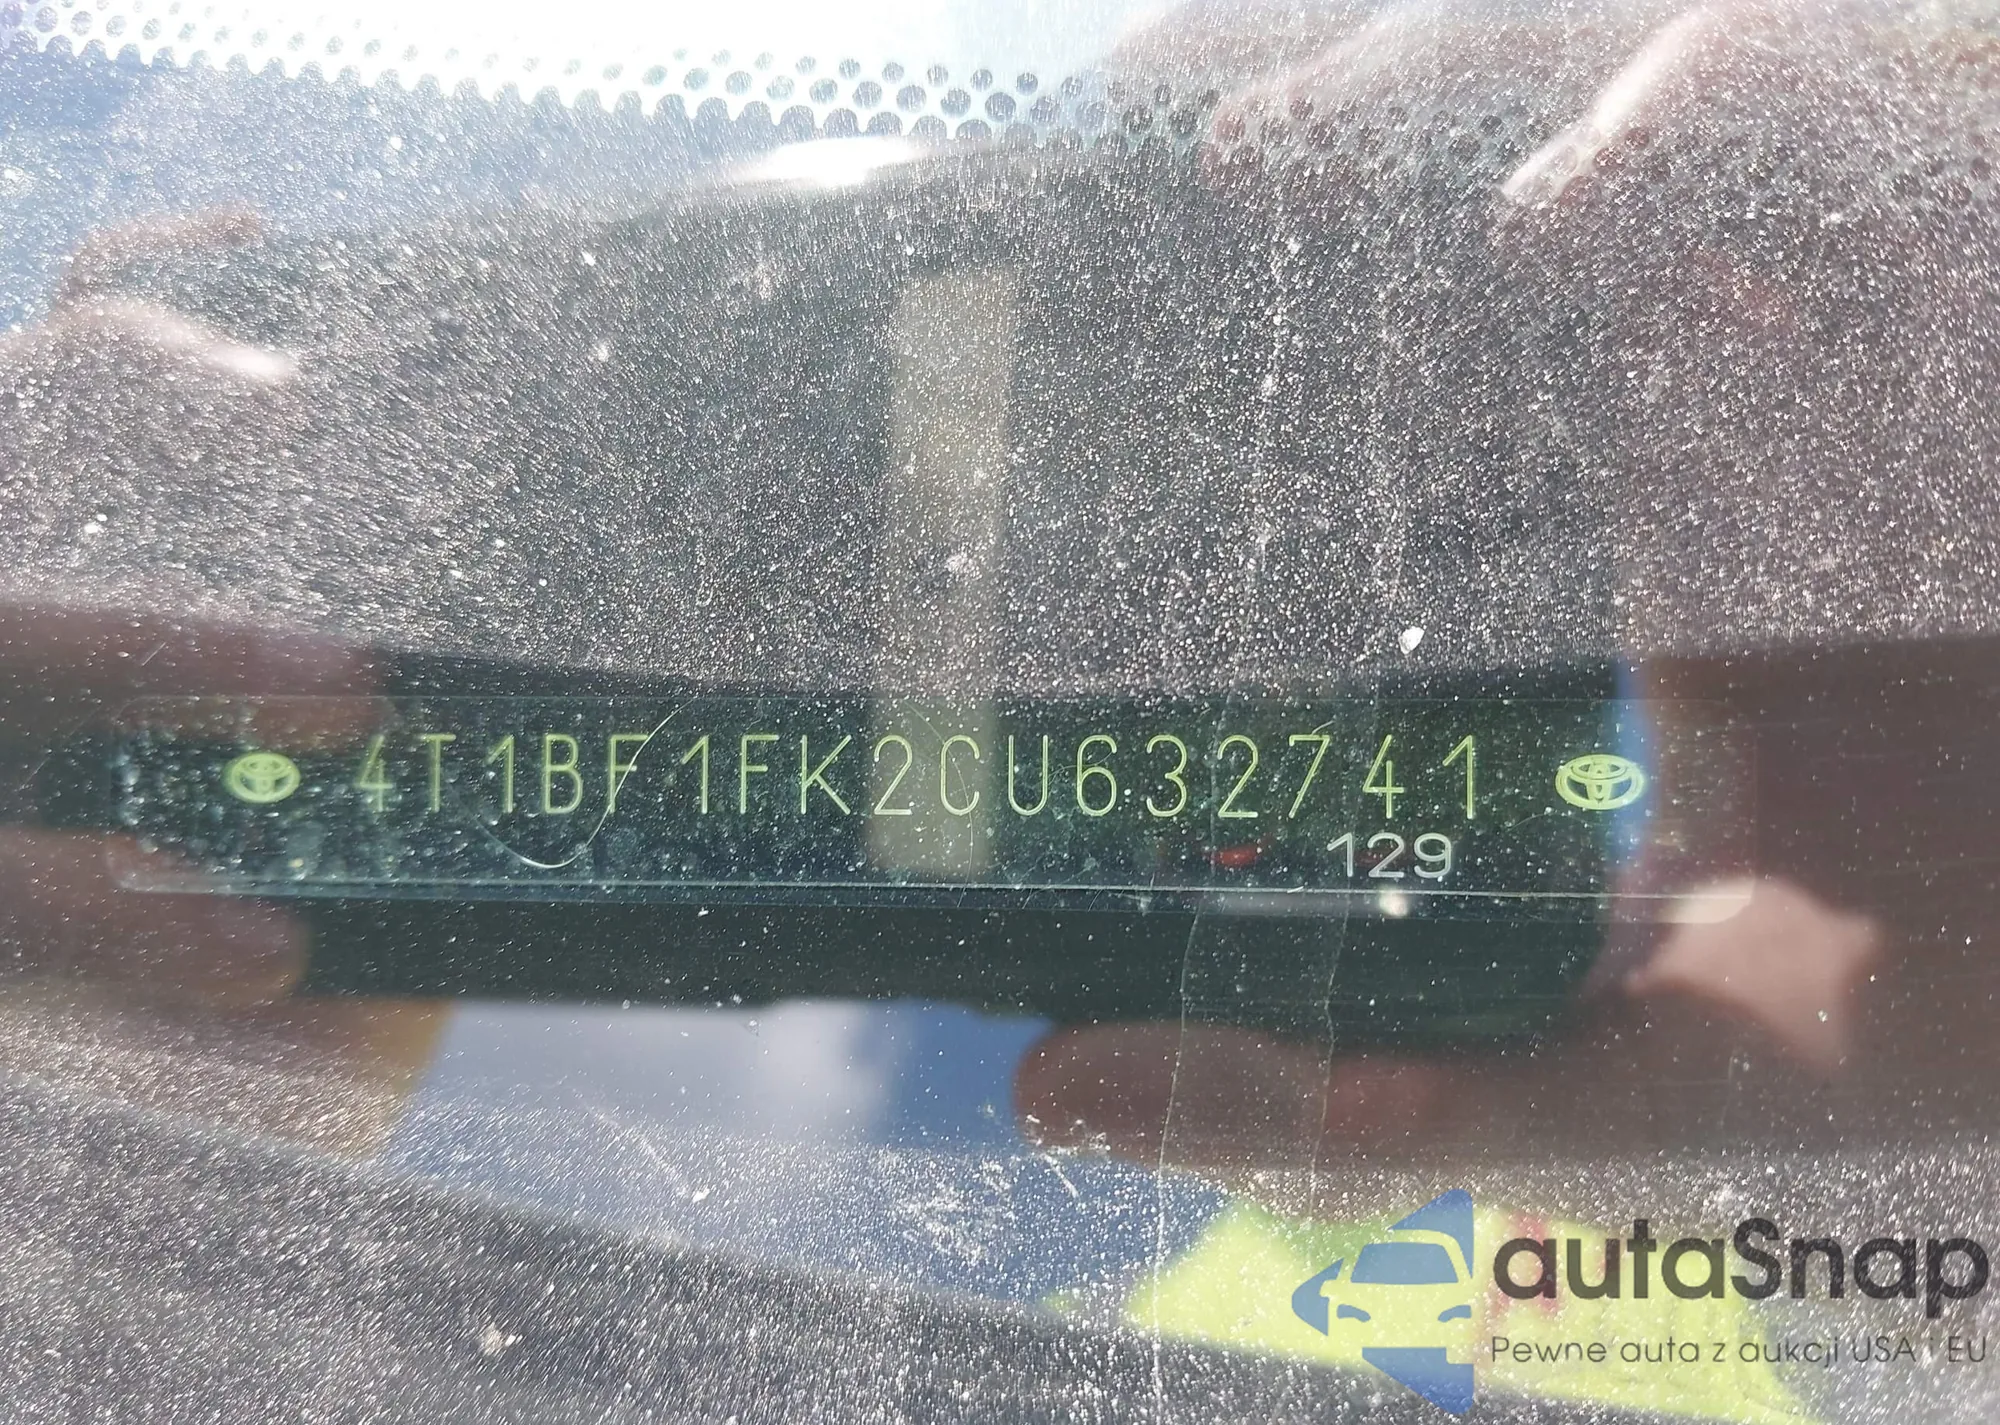 4T1BF1FK2CU632741
129
autaSnap
Pewne auta z aukcji USA i EU